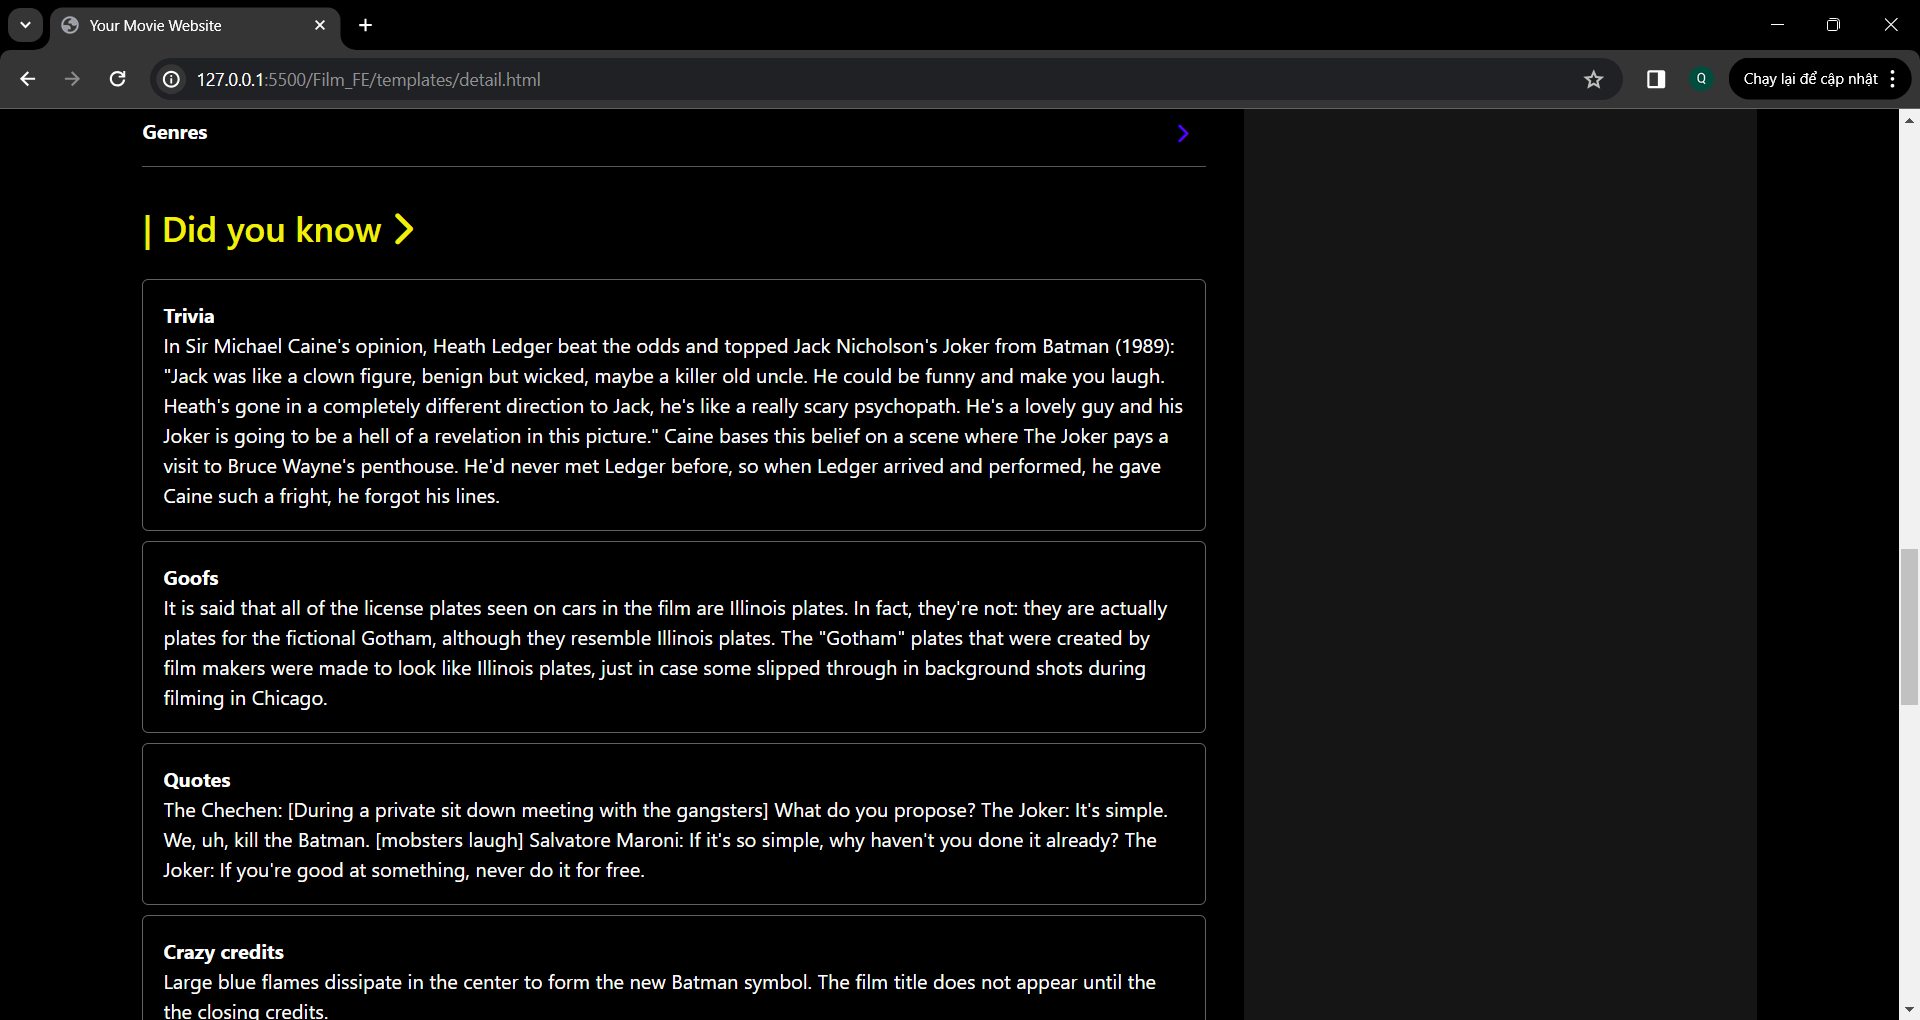 Your Movie Website
127.0.0.1:5500/Film_FE/templates/detail.html
Q
Chạy lại để cập nhật
Genres
| Did you know
Trivia
In Sir Michael Caine's opinion, Heath Ledger beat the odds and topped Jack Nicholson's Joker from Batman (1989):
"Jack was like a clown figure, benign but wicked, maybe a killer old uncle. He could be funny and make you laugh.
Heath's gone in a completely different direction to Jack, he's like a really scary psychopath. He's a lovely guy and his
Joker is going to be a hell of a revelation in this picture." Caine bases this belief on a scene where The Joker pays a
visit to Bruce Wayne's penthouse. He'd never met Ledger before, so when Ledger arrived and performed, he gave
Caine such a fright, he forgot his lines.
Goofs
It is said that all of the license plates seen on cars in the film are Illinois plates. In fact, they're not: they are actually
plates for the fictional Gotham, although they resemble Illinois plates. The "Gotham" plates that were created by
film makers were made to look like Illinois plates, just in case some slipped through in background shots during
filming in Chicago.
Quotes
The Chechen: [During a private sit down meeting with the gangsters] What do you propose? The Joker: It's simple.
We, uh, kill the Batman. [mobsters laugh] Salvatore Maroni: If it's so simple, why haven't you done it already? The
Joker: If you're good at something, never do it for free.
Crazy credits
Large blue flames dissipate in the center to form the new Batman symbol. The film title does not appear until the
the closing credits.